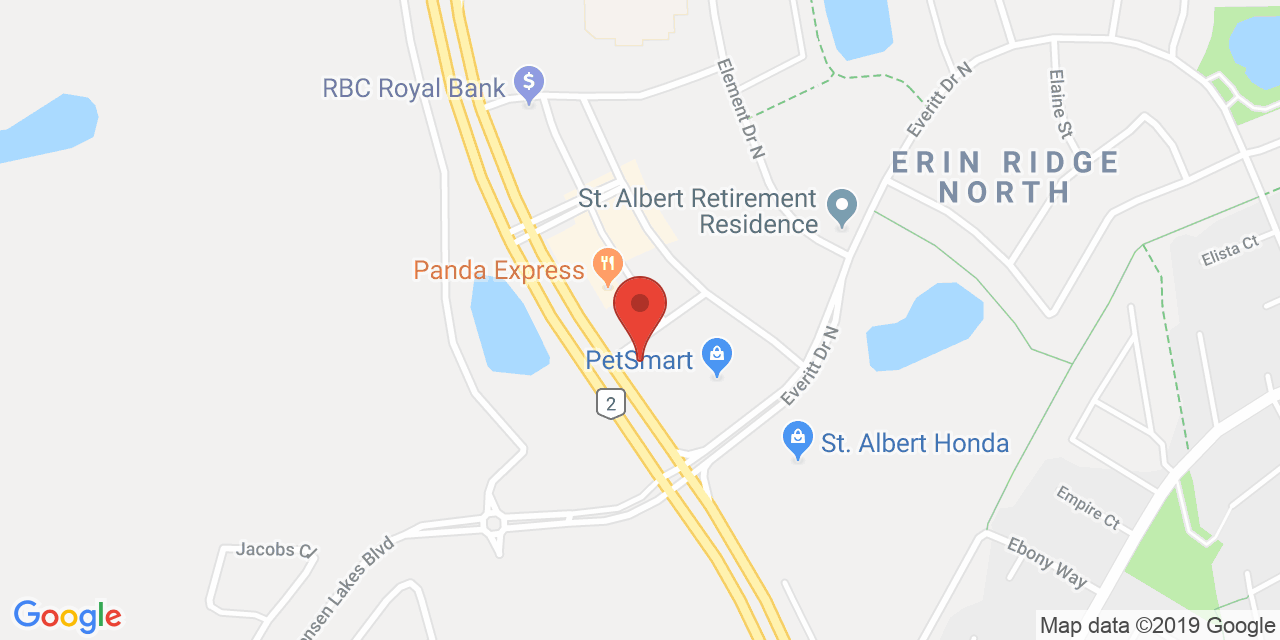 RBC Royal Bank
Element Dr N
Everitt Dr N
Elaine St
ERIN RIDGE
NORTH
St. Albert Retirement
Residence
Elista Ct
Panda Express
PetSmart
Everitt Dr N
2
St. Albert Honda
Empire Ct
Ebony Way
Jacobs C
nsen Lakes Blvd
Google
Map data ©2019 Google